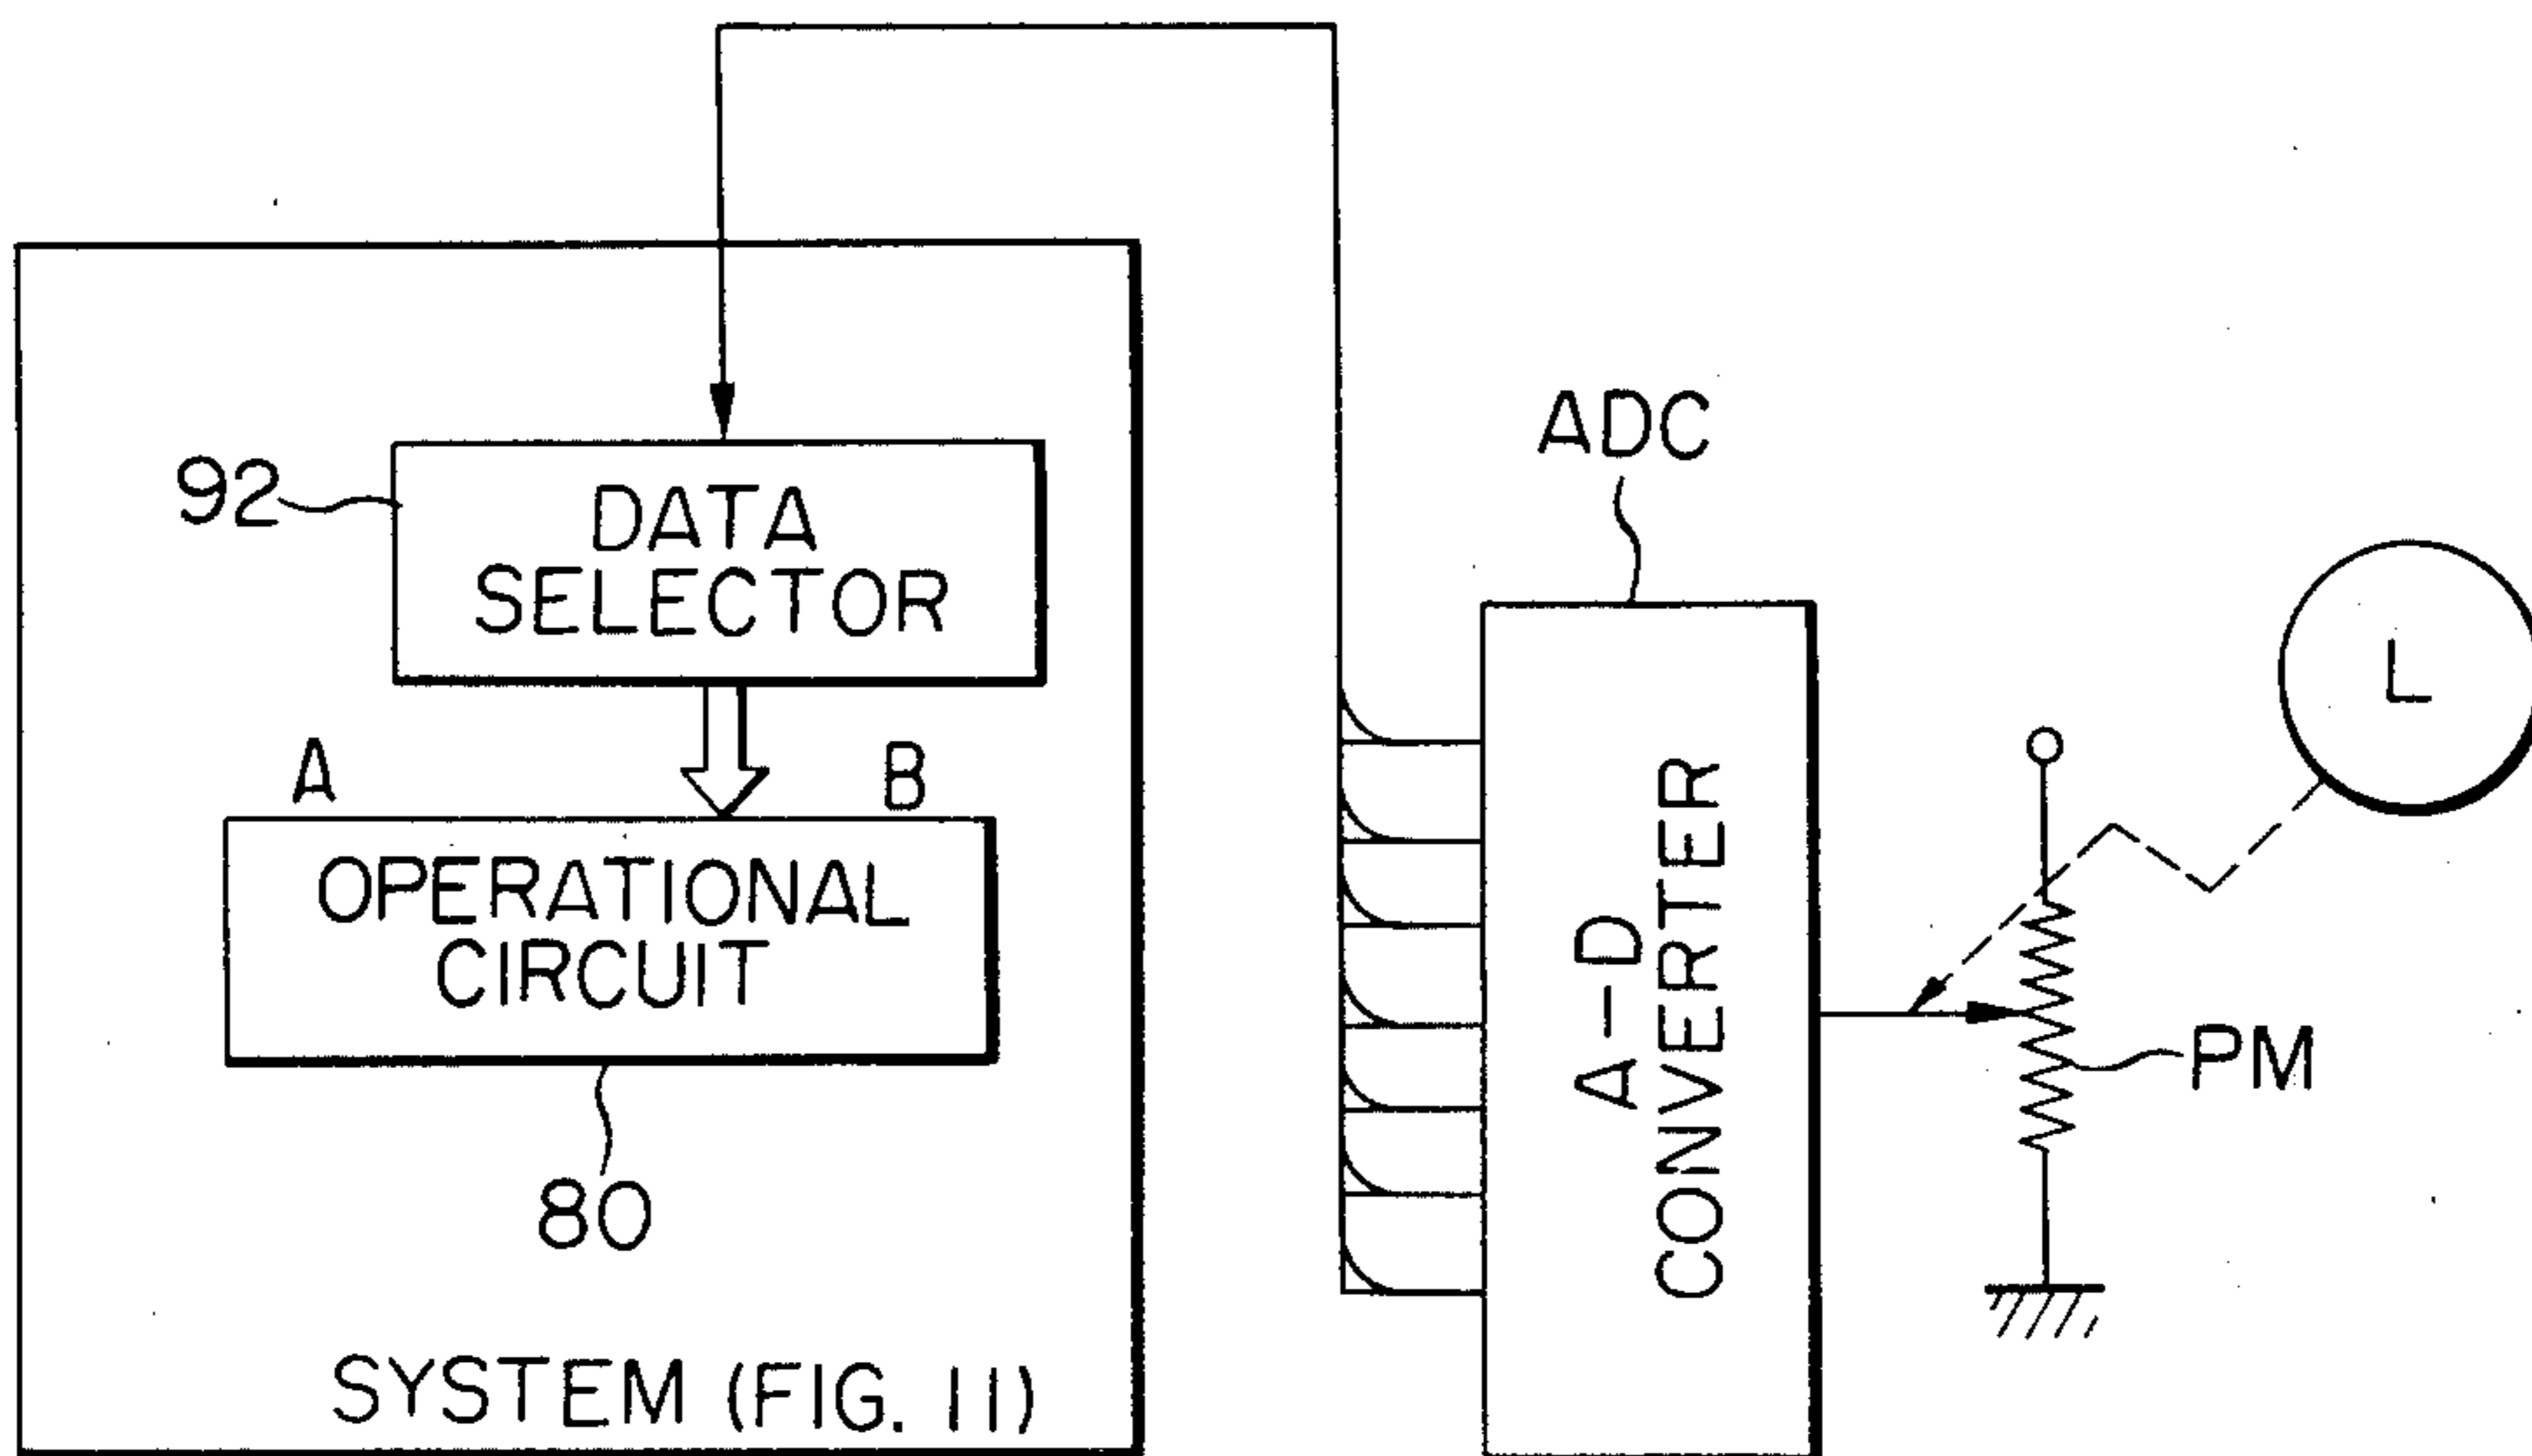 92
DATA
SELECTOR
A
B
OPERATIONAL
CIRCUIT
80
SYSTEM (FIG. 11)
ADC
A-D
CONVERTER
L
PM